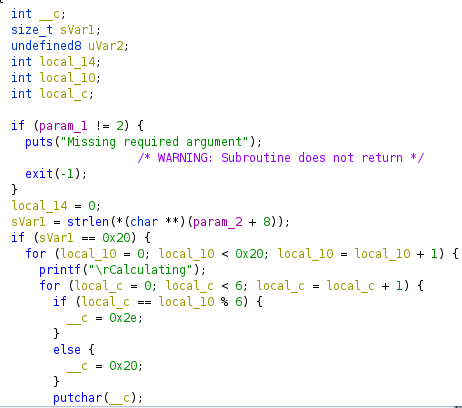 int __c;
size_t sVar1;
undefined8 uVar2;
int local_14;
int local_10;
int local_c;
if (param_1 != 2) {
puts("Missing required argument");
/* WARNING: Subroutine does not return */
exit(-1);
}
local_14 = 0;
sVar1 = strlen(*(char **)(param_2 + 8));
if (sVar1 == 0x20) {
for (local_10 = 0; local_10 < 0x20; local_10 = local_10 + 1) {
printf("\rCalculating");
for (local_c = 0; local_c < 6; local_c = local_c + 1) {
if (local_c == local_10 % 6) {
__c = 0x2e;
}
else {
__c = 0x20;
}
putchar(__c);